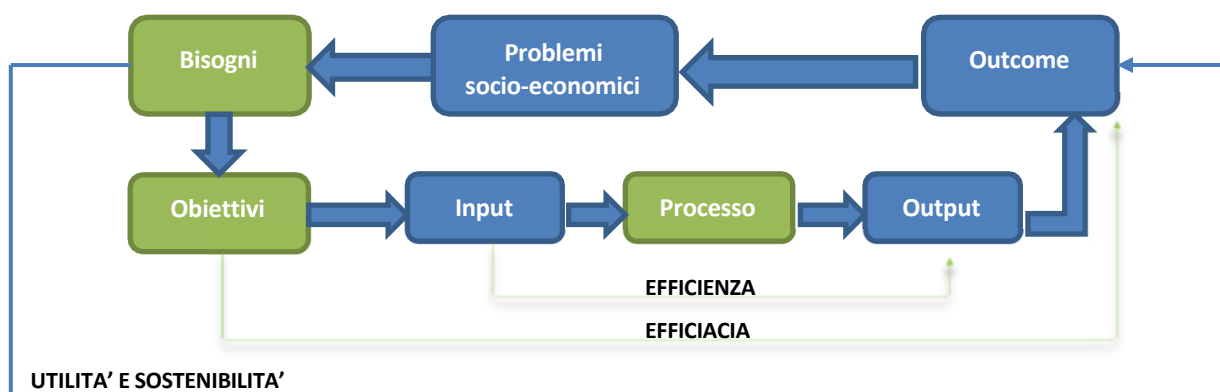 Bisogni
Problemi
socio-economici
Outcome
Obiettivi
Input
Processo
Output
EFFICIENZA
EFFICIACIA
UTILITA’ E SOSTENIBILITA’